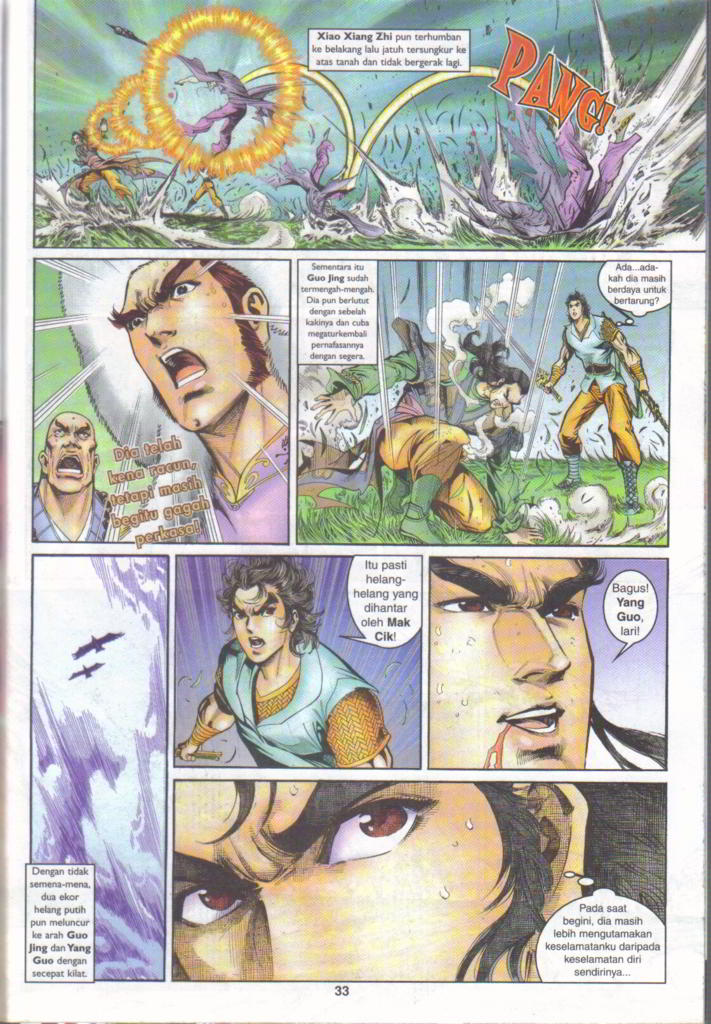 Xiao Xiang Zhi pun terhumban
ke belakang lalu jatuh tersungkur ke
atas tanah dan tidak bergerak lagi.
PANG!
Dia telah
kena racun,
tetapi masih
begitu gagah
perkasa!
Sementara itu
Guo Jing sudah
termengah-mengah.
Dia pun berlutut
dengan sebelah
kakinya dan cuba
megaturkembali
pernafasannya
dengan segera.
Ada...ada-
kah dia masih
berdaya untuk
bertarung?
Dengan tidak
semena-mena,
dua ekor
helang putih
pun meluncur
ke arah Guo
Jing dan Yang
Guo dengan
secepat kilat.
Itu pasti
helang-
helang yang
dihantar
oleh Mak
Cik!
Bagus!
Yang
Guo,
lari!
Pada saat
begini, dia masih
lebih mengutamakan
keselamatanku daripada
keselamatan diri
sendirinya...
33